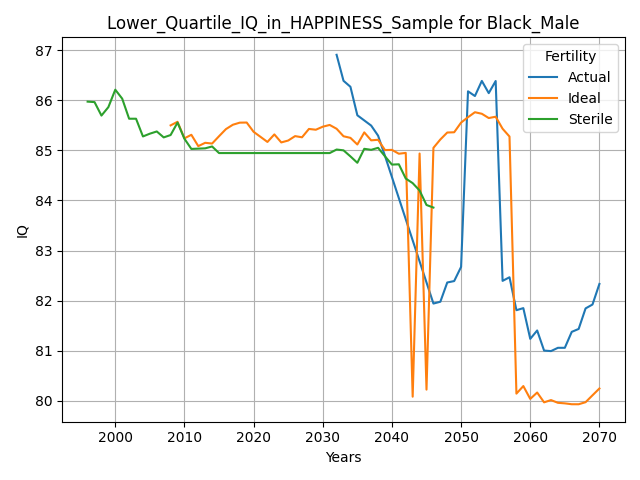 Lower_Quartile_IQ_in_HAPPINESS_Sample for Black_Male
Fertility
Actual
Ideal
Sterile
IQ
87
86
85
84
83
82
81
80
2000 2010 2020 2030 2040 2050 2060 2070
Years